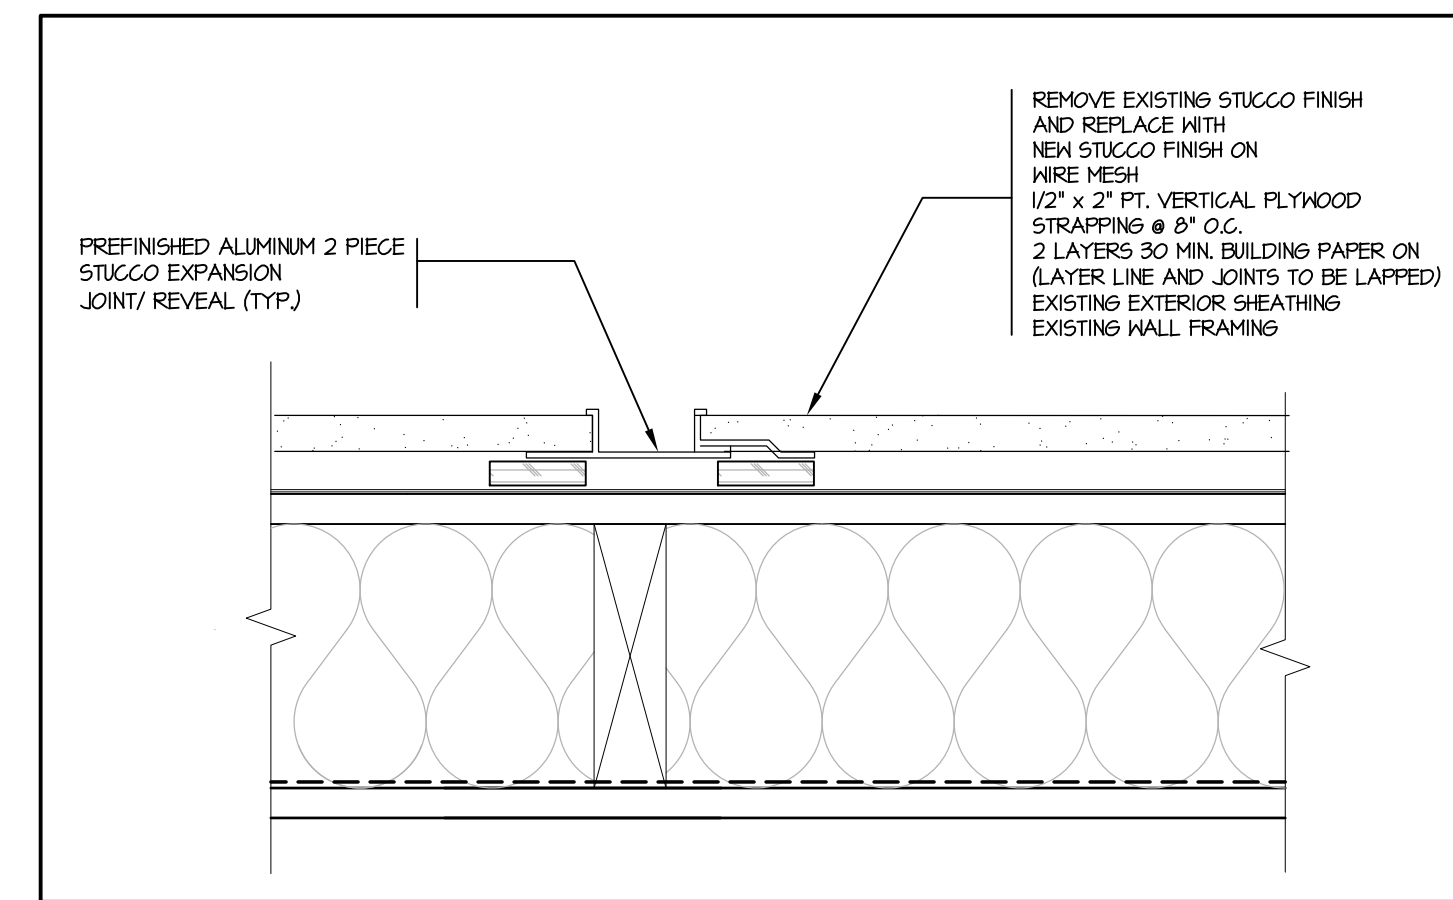 PREFINISHED ALUMINUM 2 PIECE
STUCCO EXPANSION
JOINT/ REVEAL (TYP.)
REMOVE EXISTING STUCCO FINISH
AND REPLACE WITH
NEW STUCCO FINISH ON
WIRE MESH
1/2" x 2" PT. VERTICAL PLYWOOD
STRAPPING @ 8" O.C.
2 LAYERS 30 MIN. BUILDING PAPER ON
(LAYER LINE AND JOINTS TO BE LAPPED)
EXISTING EXTERIOR SHEATHING
EXISTING WALL FRAMING